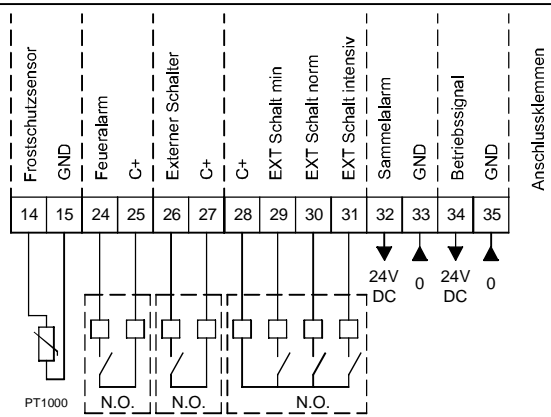 Frostschutzsensor
GND
Feueralarm
C+
Externer Schalter
C+
C+
EXT Schalt min
EXT Schalt norm
EXT Schalt intensiv
Sammelalarm
GND
Betriebssignal
GND
Anschlussklemmen
14 15 24 25 26 27 28 29 30 31 32 33 34 35
24V DC
0
24V DC
0
PT1000
N.O.
N.O.
N.O.